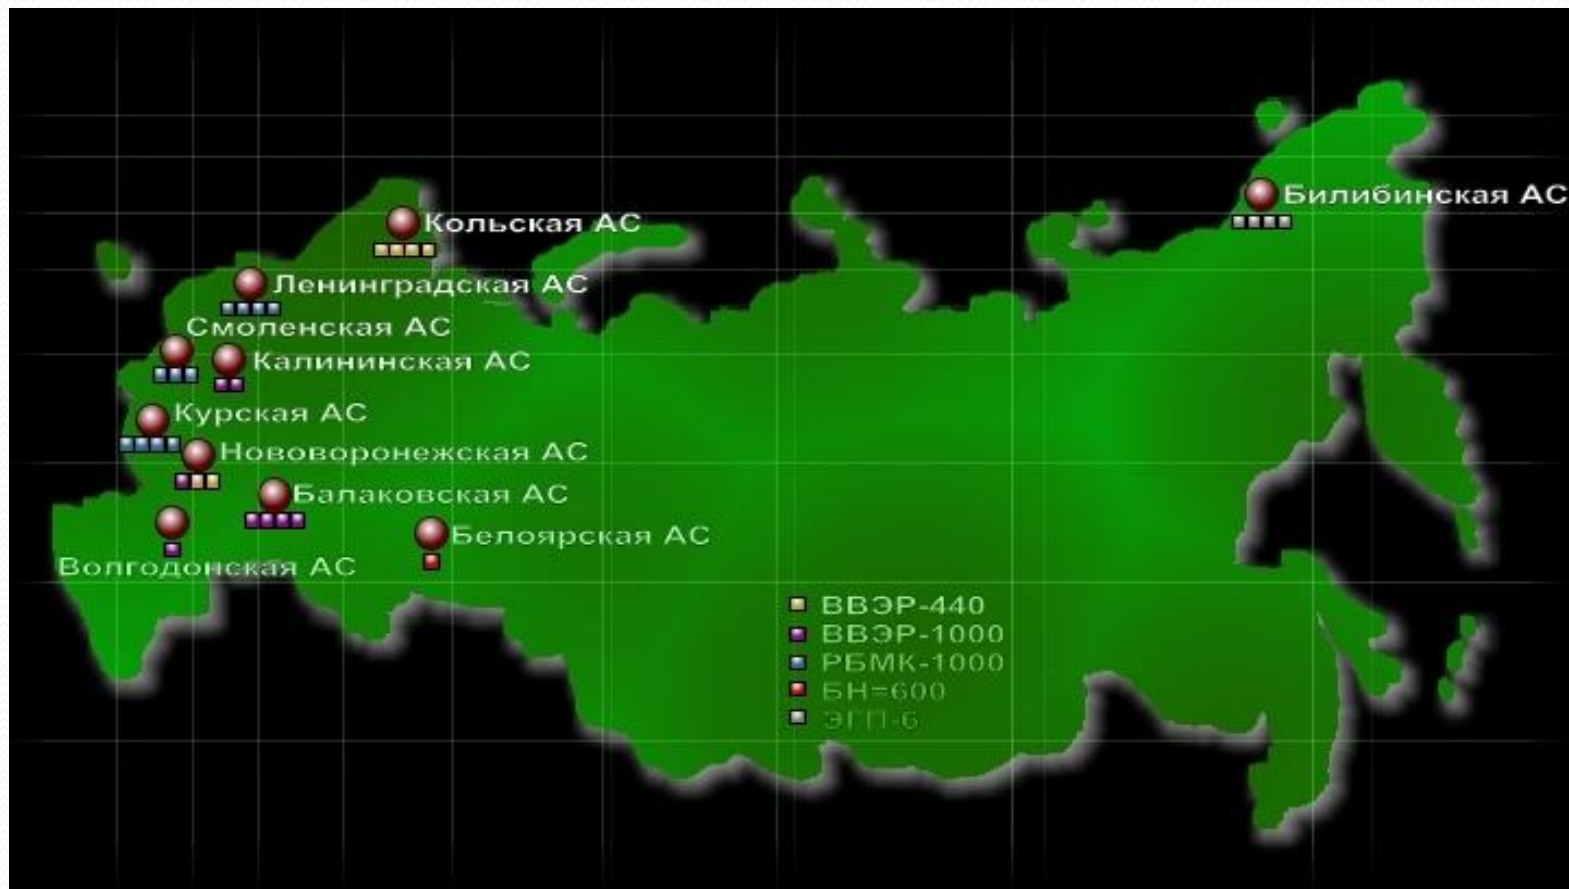 Билибинская АС
Кольская АС
Ленинградская АС
Смоленская АС
Калининская АС
Курская АС
Нововоронежская АС
Балаковская АС
Белоярская АС
Волгодонская АС
ВВЭР-440
ВВЭР-1000
РБМК-1000
БН=600
ЭГП-6